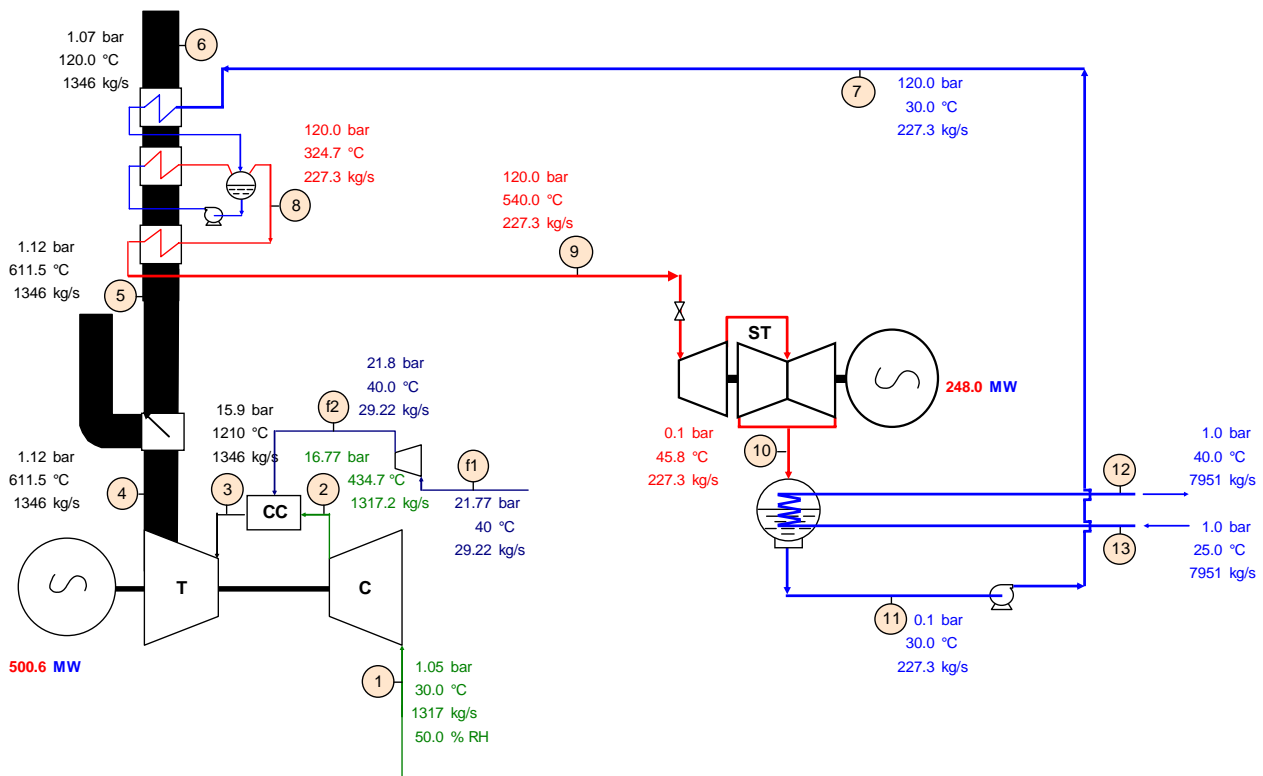 1.07 bar
120.0 °C
1346 kg/s
6
7
120.0 bar
30.0 °C
227.3 kg/s
120.0 bar
324.7 °C
227.3 kg/s
8
120.0 bar
540.0 °C
227.3 kg/s
9
1.12 bar
611.5 °C
1346 kg/s
5
ST
248.0 MW
21.8 bar
40.0 °C
29.22 kg/s
f2
15.9 bar
1210 °C
1346 kg/s
3
16.77 bar
434.7 °C
1317.2 kg/s
2
f1
21.77 bar
40 °C
29.22 kg/s
1.12 bar
611.5 °C
1346 kg/s
4
CC
0.1 bar
45.8 °C
227.3 kg/s
10
1.0 bar
40.0 °C
7951 kg/s
12
13
1.0 bar
25.0 °C
7951 kg/s
T
C
500.6 MW
11
0.1 bar
30.0 °C
227.3 kg/s
1
1.05 bar
30.0 °C
1317 kg/s
50.0 % RH